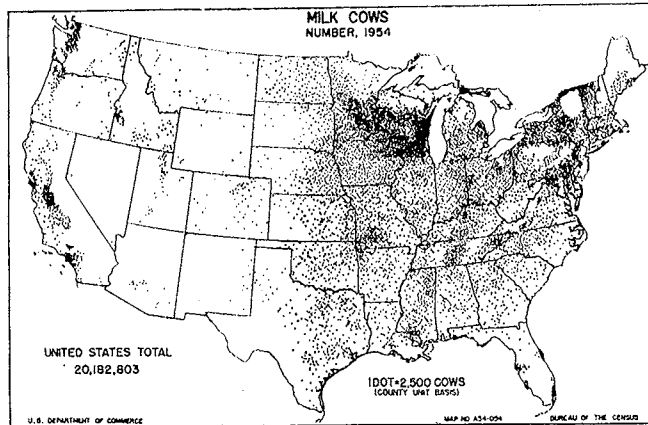 MILK COWS
NUMBER, 1954
UNITED STATES TOTAL
20,182,803
1 DOT=2,500 COWS
(COUNTY UNIT BASIS)
U.S. DEPARTMENT OF COMMERCE
MAP NO A54-054
BUREAU OF THE CENSUS